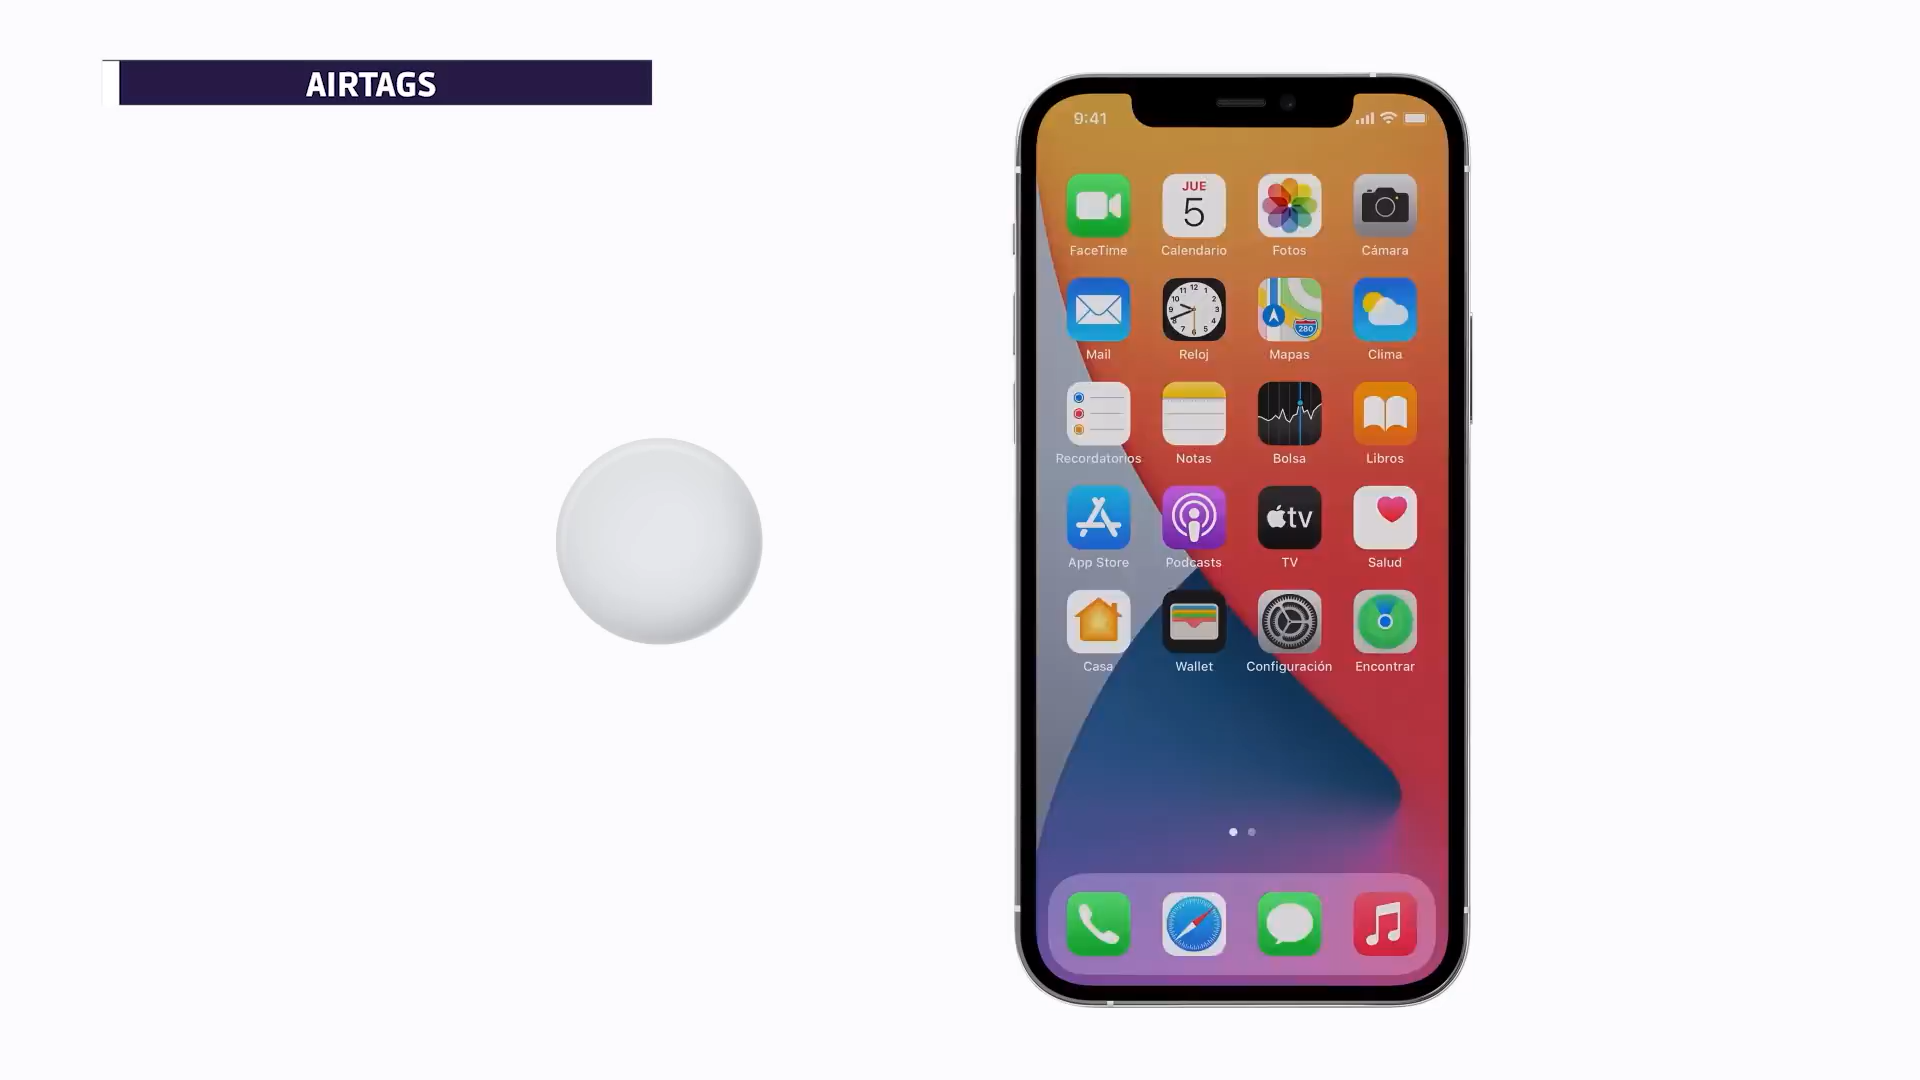 AIRTAGS
9:41
JUE
5
FaceTime
Calendario
Fotos
Cámara
280
Mail
Reloj
Mapas
Clima
Recordatorios
Notas
Bolsa
Libros
tv
App Store
Podcasts
TV
Salud
Casa
Wallet
Configuración
Encontrar